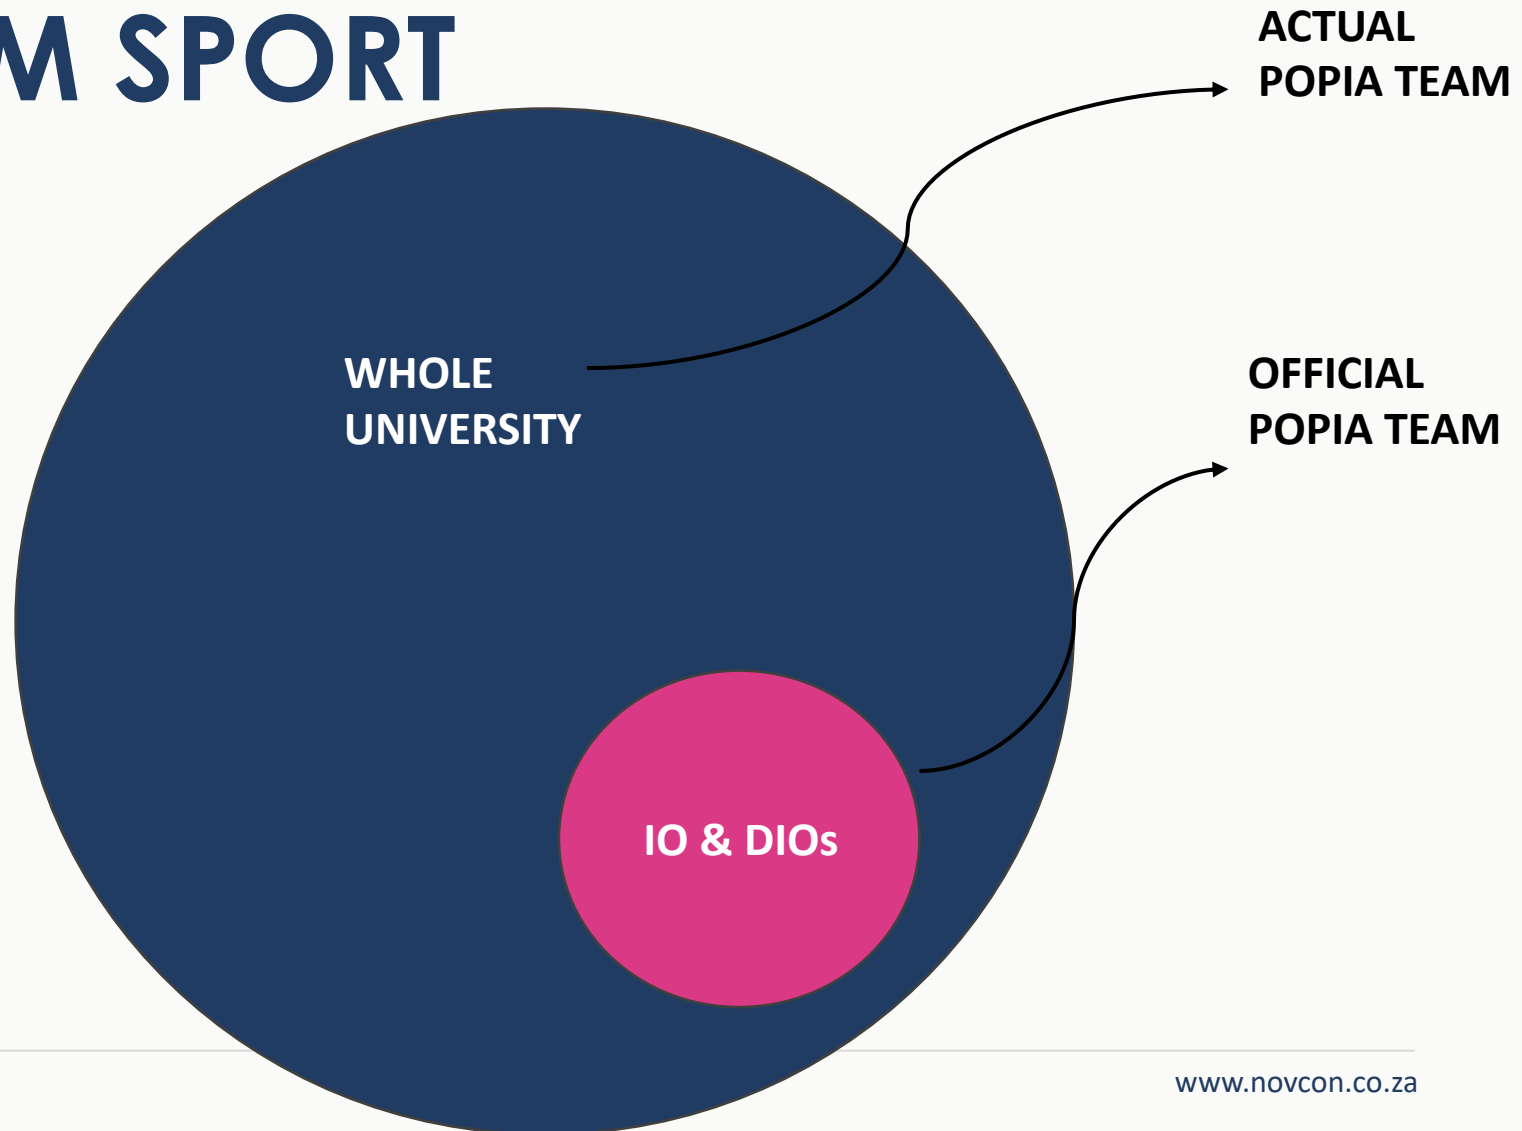 M SPORT
ACTUAL
POPIA TEAM
WHOLE
UNIVERSITY
OFFICIAL
POPIA TEAM
IO & DIOs
www.novcon.co.za